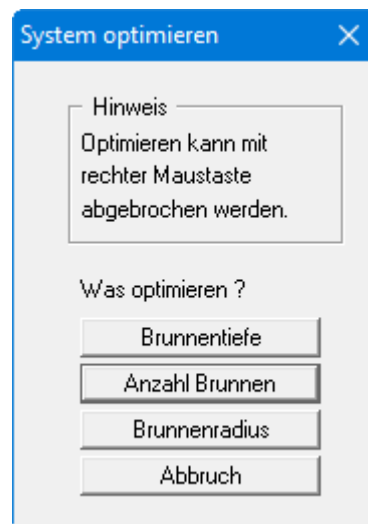 System optimieren
Hinweis
Optimieren kann mit
rechter Maustaste
abgebrochen werden.
Was optimieren ?
Brunnentiefe
Anzahl Brunnen
Brunnenradius
Abbruch